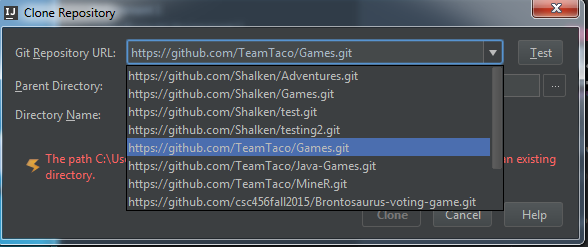 Clone Repository
Git Repository URL: https://github.com/TeamTaco/Games.git Test
https://github.com/Shalken/Adventures.git
Parent Directory: https://github.com/Shalken/Games.git ...
https://github.com/Shalken/test.git
Directory Name: https://github.com/Shalken/testing2.git
https://github.com/TeamTaco/Games.git
The path C:\Use https://github.com/TeamTaco/Java-Games.git an existing
directory. https://github.com/TeamTaco/MineR.git
https://github.com/csc456fall2015/Brontosaurus-voting-game.git
Clone Cancel Help